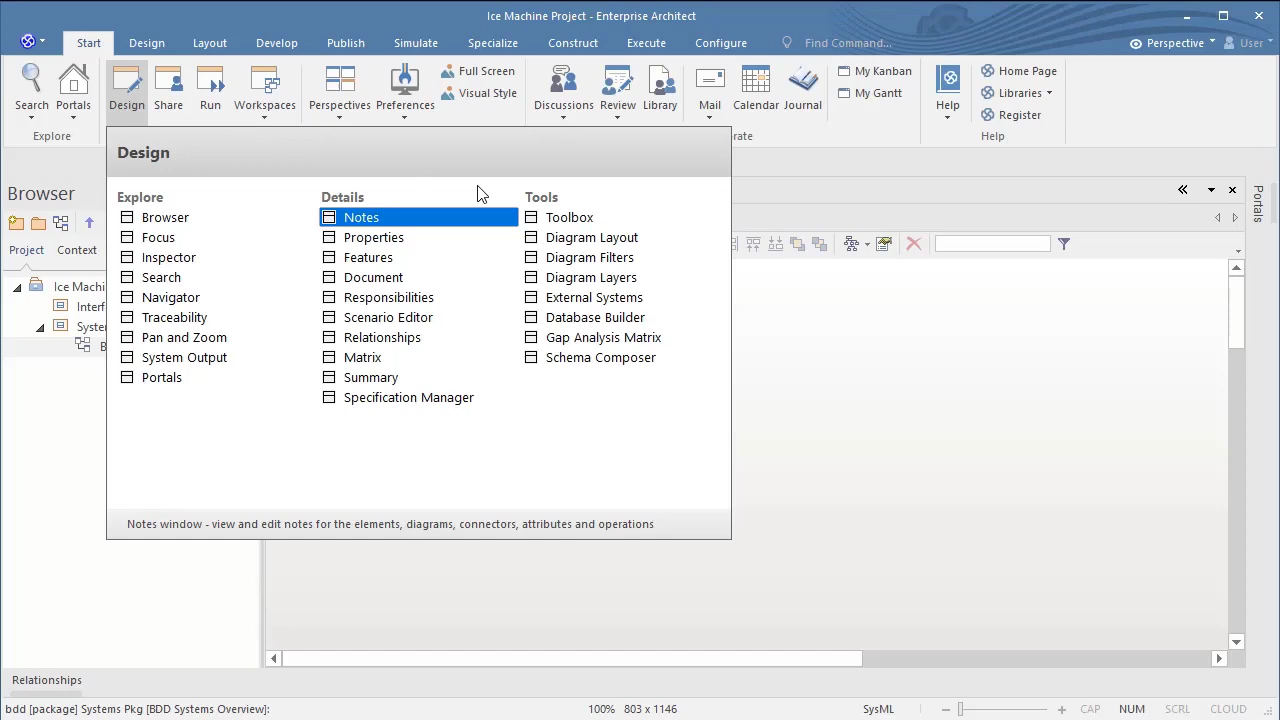 Ice Machine Project - Enterprise Architect
Start Design Layout Develop Publish Simulate Specialize Construct Execute Configure Find Command... Perspective User
Search Portals Design Share Run Workspaces Perspectives Preferences Full Screen Visual Style Discussions Review Library Mail Calendar Journal My Kanban My Gantt Help Home Page Libraries Register
Explore Help
Design
Browser
Explore Details Tools
Browser Notes Toolbox
Focus Properties Diagram Layout
Inspector Features Diagram Filters
Search Document Diagram Layers
Navigator Responsibilities External Systems
Traceability Scenario Editor Database Builder
Pan and Zoom Relationships Gap Analysis Matrix
System Output Matrix Schema Composer
Portals Summary
Specification Manager
Notes window - view and edit notes for the elements, diagrams, connectors, attributes and operations
Project Context
Ice Machi
Interf
Syste
B
Portals
Relationships
bdd [package] Systems Pkg [BDD Systems Overview]: 100% 803 x 1146 SysML CAP NUM SCRL CLOUD